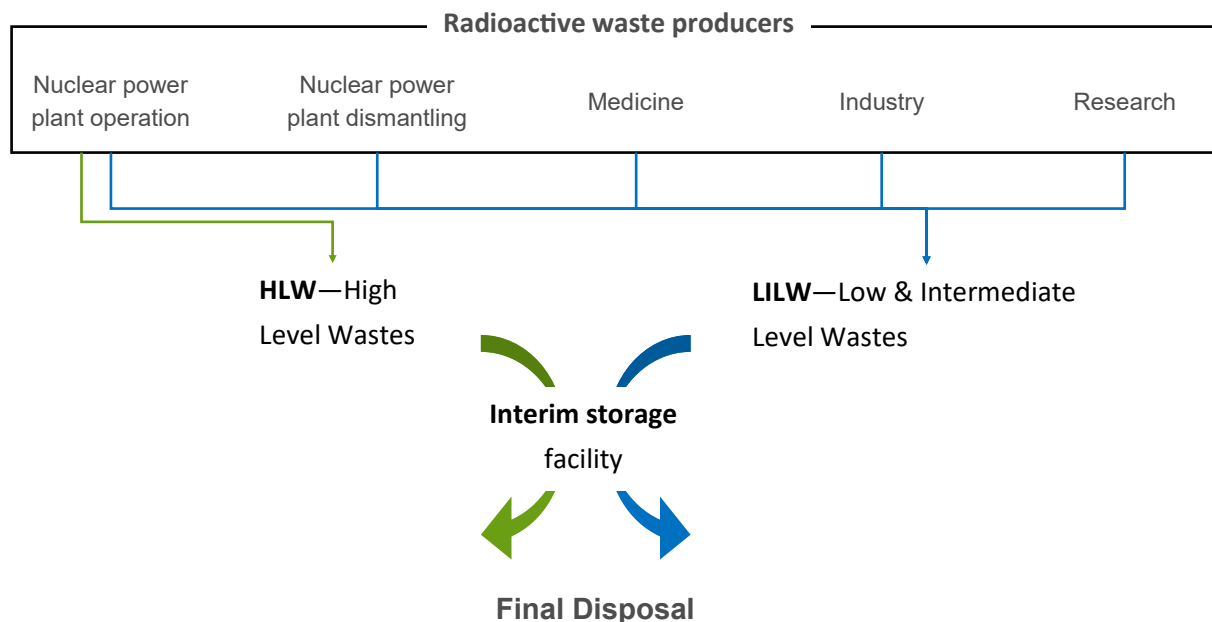 Radioactive waste producers
Nuclear power
plant operation
Nuclear power
plant dismantling
Medicine
Industry
Research
HLW—High
Level Wastes
LILW—Low & Intermediate
Level Wastes
Interim storage
facility
Final Disposal